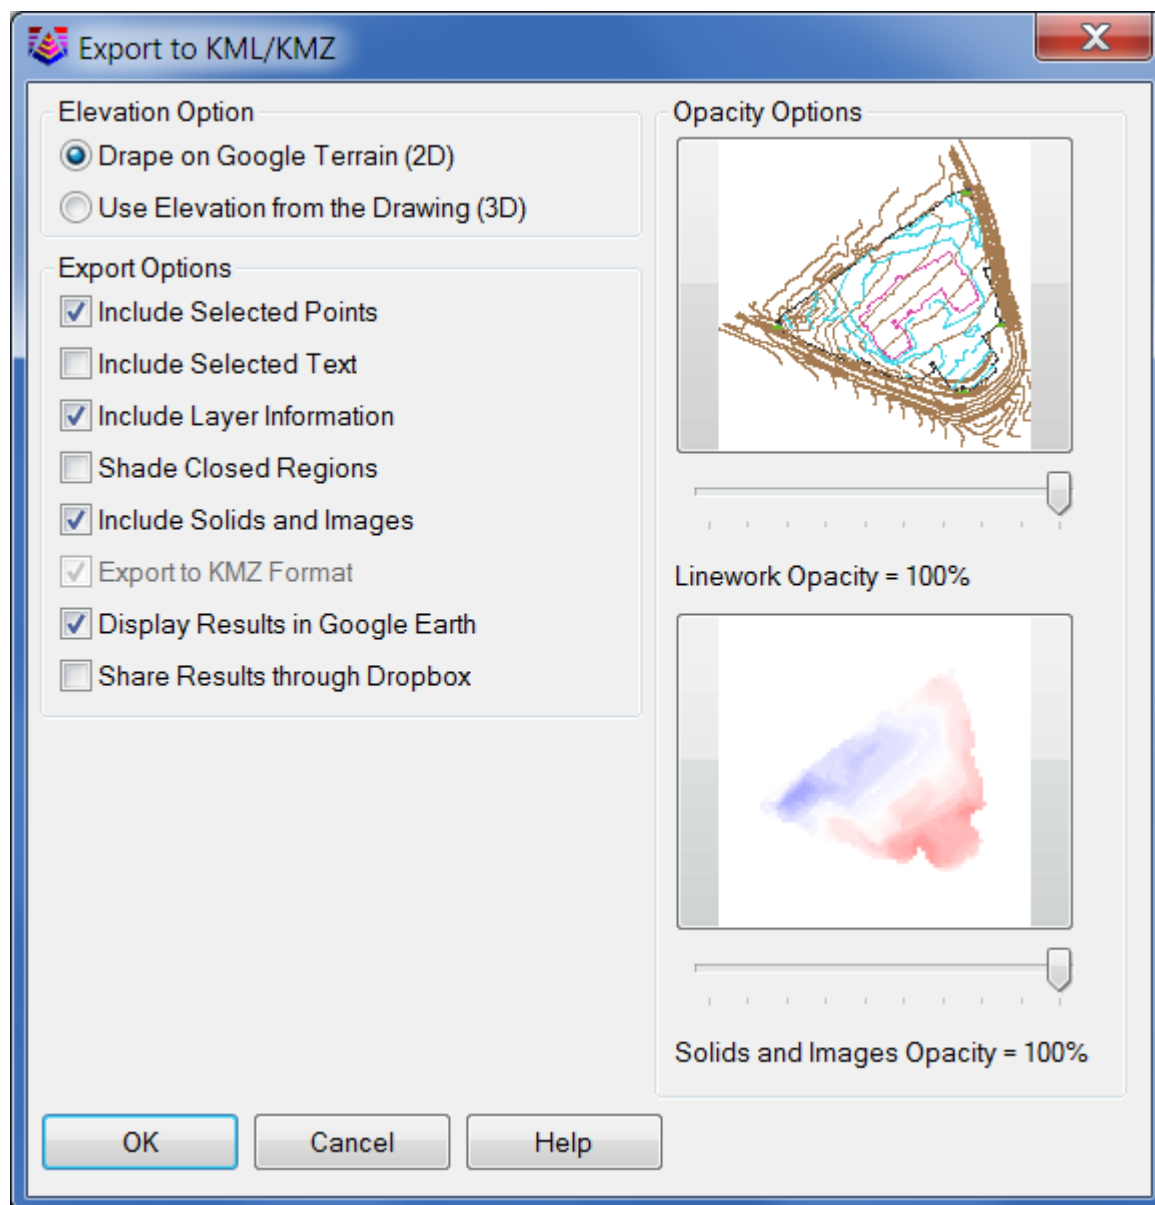 Export to KML/KMZ
Elevation Option
Drape on Google Terrain (2D)
Use Elevation from the Drawing (3D)
Export Options
Include Selected Points
Include Selected Text
Include Layer Information
Shade Closed Regions
Include Solids and Images
Export to KMZ Format
Display Results in Google Earth
Share Results through Dropbox
Opacity Options
Linework Opacity = 100%
Solids and Images Opacity = 100%
OK
Cancel
Help